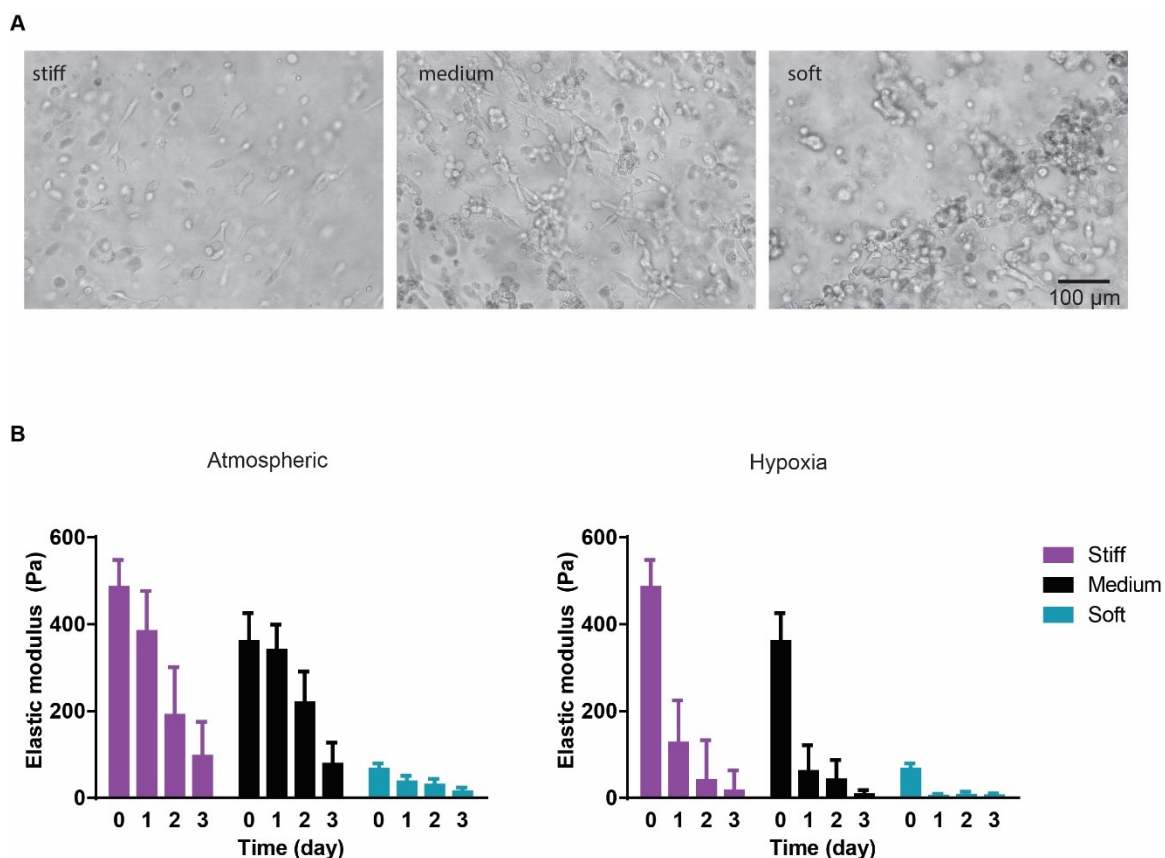 A
stiff
medium
soft
100 µm
B
Atmospheric
Hypoxia
Elastic modulus (Pa)
600
400
200
0
0 1 2 3 0 1 2 3 0 1 2 3
Time (day)
Elastic modulus (Pa)
600
400
200
0
0 1 2 3 0 1 2 3 0 1 2 3
Time (day)
Stiff
Medium
Soft